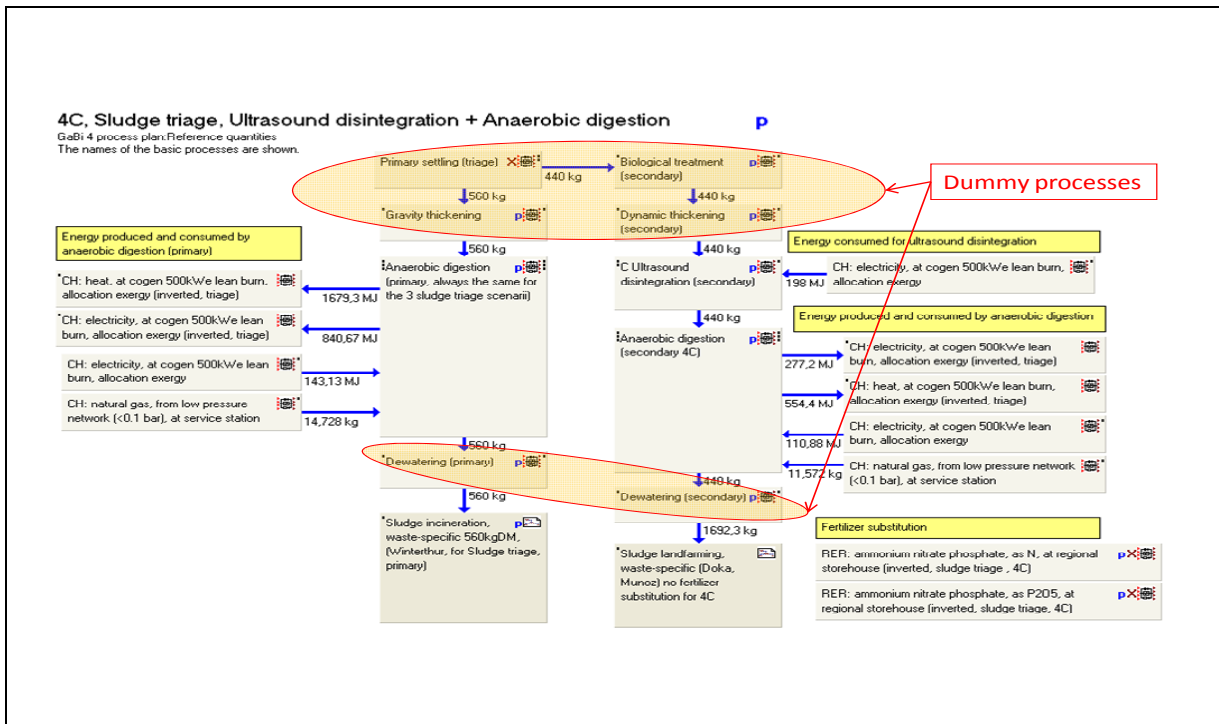 4C, Sludge triage, Ultrasound disintegration + Anaerobic digestion p
GaBi 4 process plan:Reference quantities
The names of the basic processes are shown.
Primary settling (triage)
440 kg
Biological treatment
(secondary)
p
560 kg
440 kg
Gravity thickening
p
Dynamic thickening
(secondary)
p
Dummy processes
560 kg
440 kg
Energy produced and consumed by
anaerobic digestion (primary)
CH: heat, at cogen 500kWe lean burn,
allocation exergy (inverted, triage)
1679,3 MJ
CH: electricity, at cogen 500kWe lean
burn, allocation exergy (inverted, triage)
840,67 MJ
CH: electricity, at cogen 500kWe lean
burn, allocation exergy
143,13 MJ
CH: natural gas, from low pressure
network (<0.1 bar), at service station
14,728 kg
Anaerobic digestion
(primary, always the same for
the 3 sludge triage scenarii)
p
560 kg
Dewatering (primary)
p
560 kg
Sludge incineration,
waste-specific 560kgDM,
(Winterthur, for Sludge triage,
primary)
p
C Ultrasound
disintegration (secondary)
p
Energy consumed for ultrasound disintegration
CH: electricity, at cogen 500kWe lean burn,
allocation exergy
198 MJ
440 kg
Anaerobic digestion
(secondary 4C)
p
Energy produced and consumed by anaerobic digestion
CH: electricity, at cogen 500kWe lean
burn, allocation exergy (inverted, triage)
277,2 MJ
CH: heat, at cogen 500kWe lean burn,
allocation exergy (inverted, triage)
554,4 MJ
CH: electricity, at cogen 500kWe lean
burn, allocation exergy
110,88 MJ
CH: natural gas, from low pressure network
(<0.1 bar), at service station
11,572 kg
440 kg
Dewatering (secondary)
p
1692,3 kg
Sludge landfarming,
waste-specific (Doka,
Munoz) no fertilizer
substitution for 4C
Fertilizer substitution
RER: ammonium nitrate phosphate, as N, at regional
storehouse (inverted, sludge triage , 4C)
p
RER: ammonium nitrate phosphate, as P2O5, at
regional storehouse (inverted, sludge triage, 4C)
p